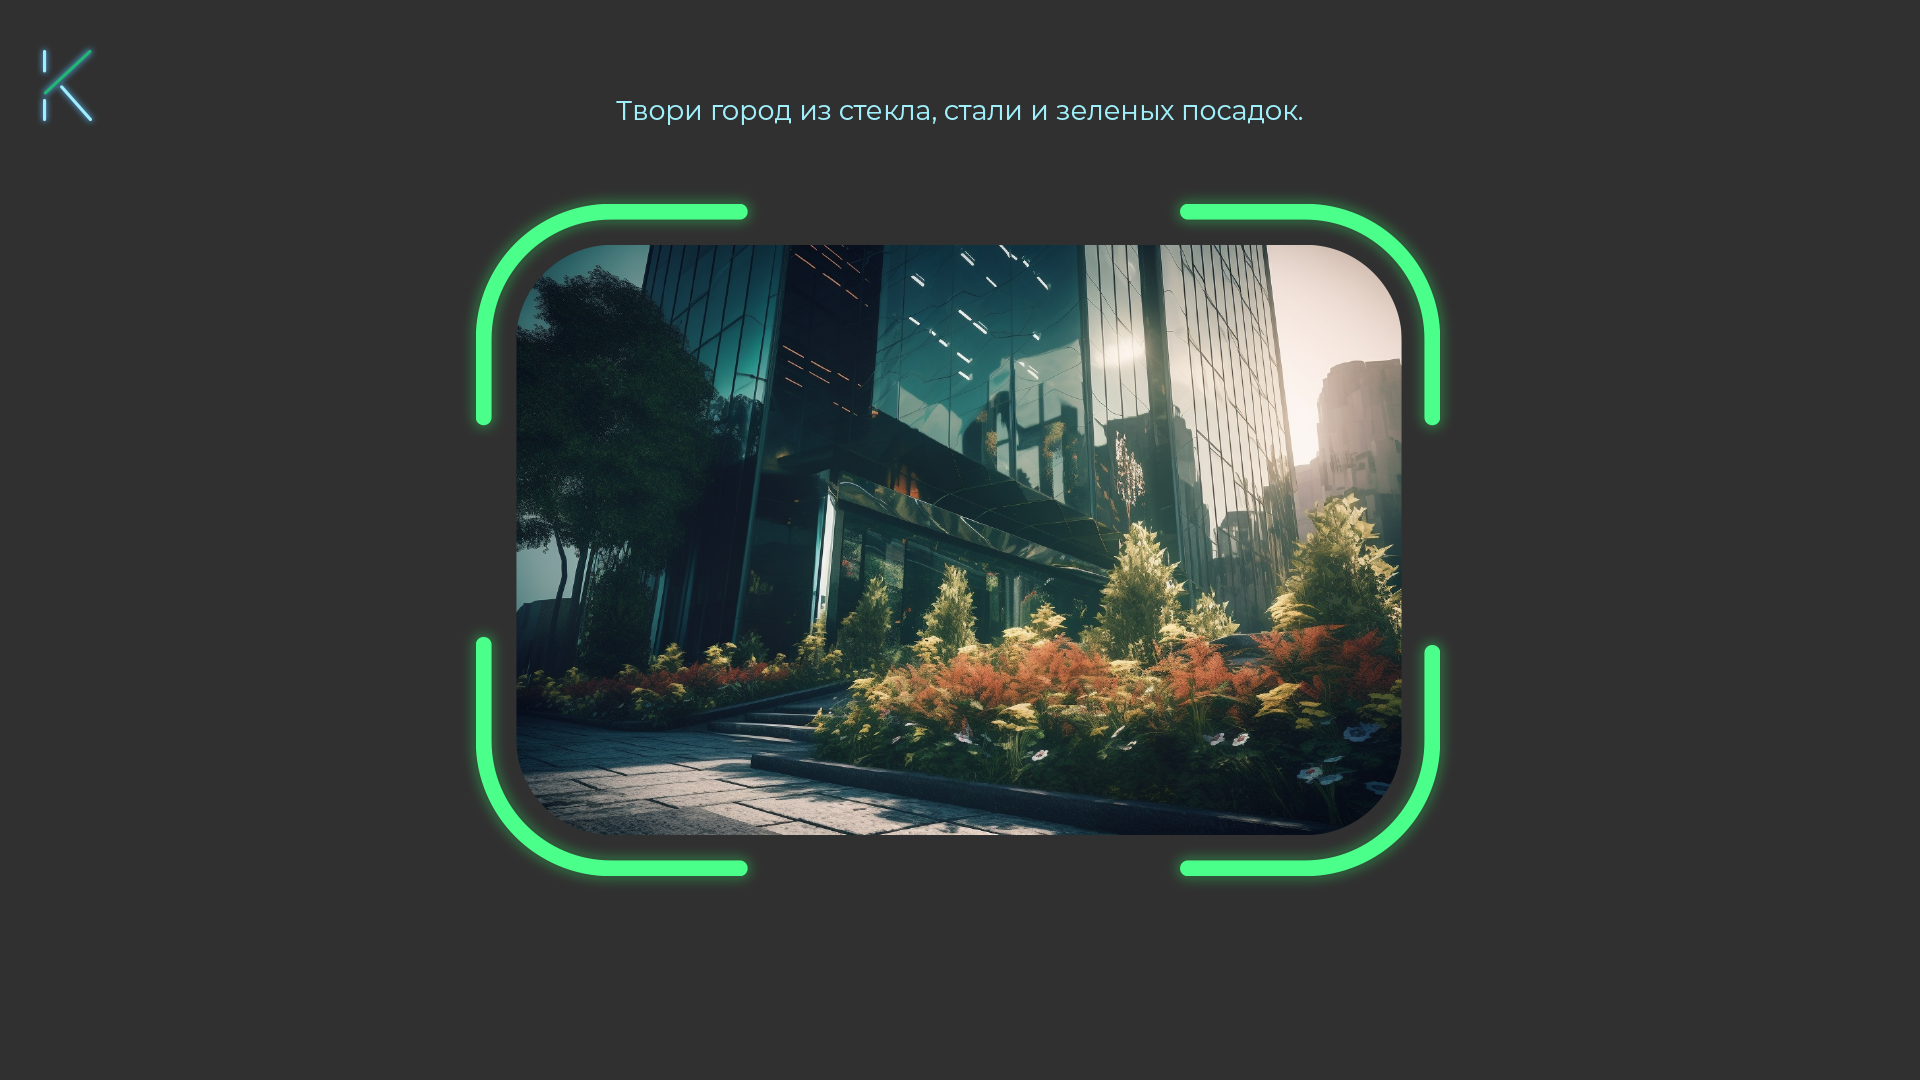 K
Твори город из стекла, стали и зеленых посадок.